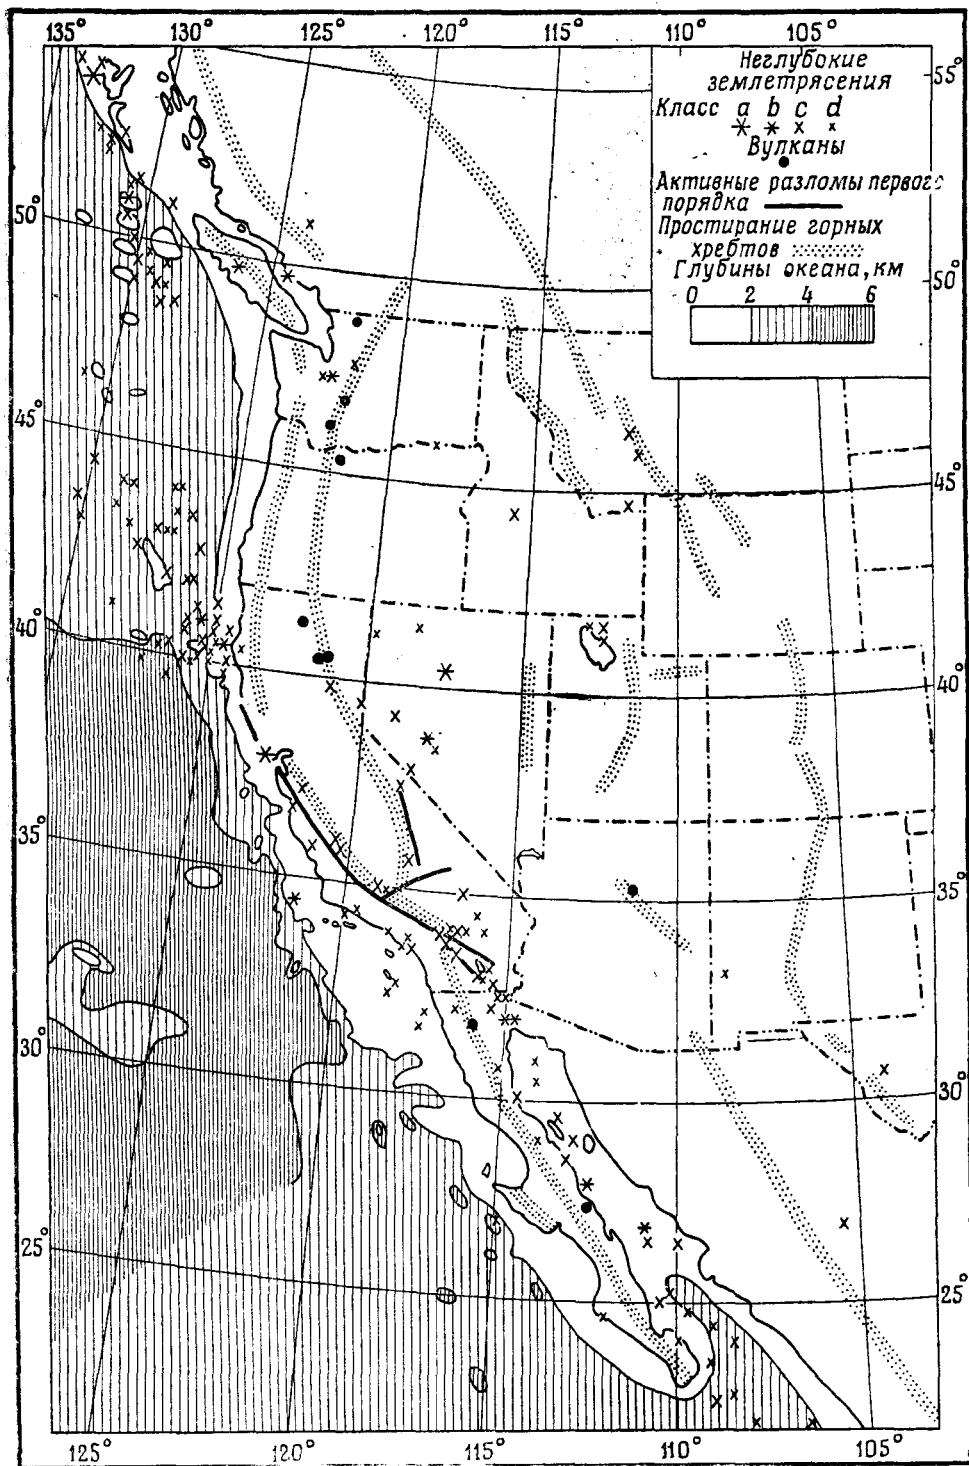 135° 130° 125° 120° 115° 110° 105°
Неглубокие
землетрясения
Класс a b c d
Вулканы
Активные разломы первого
порядка
Простирание горных
хребтов
Глубины океана, км
0 2 4 6
55°
50° 50°
45° 45°
40° 40°
35° 35°
30° 30°
25° 25°
125° 120° 115° 110° 105°